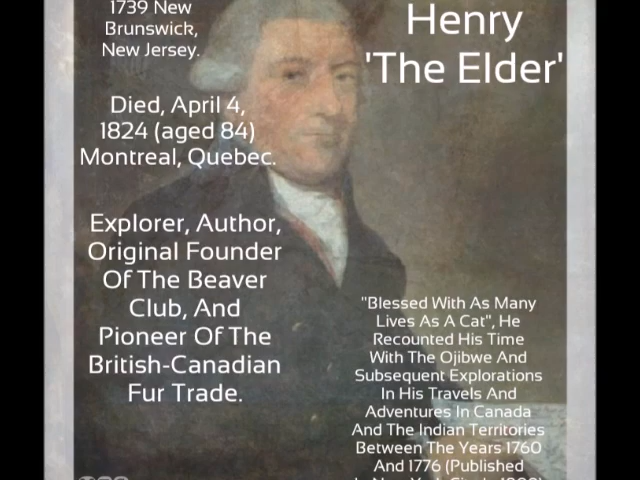 1739 New
Brunswick,
New Jersey.
Died, April 4,
1824 (aged 84)
Montreal, Quebec.
Explorer, Author,
Original Founder
Of The Beaver
Club, And
Pioneer Of The
British-Canadian
Fur Trade.
Henry
'The Elder'
"Blessed With As Many
Lives As A Cat", He
Recounted His Time
With The Ojibwe And
Subsequent Explorations
In His Travels And
Adventures In Canada
And The Indian Territories
Between The Years 1760
And 1776 (Published